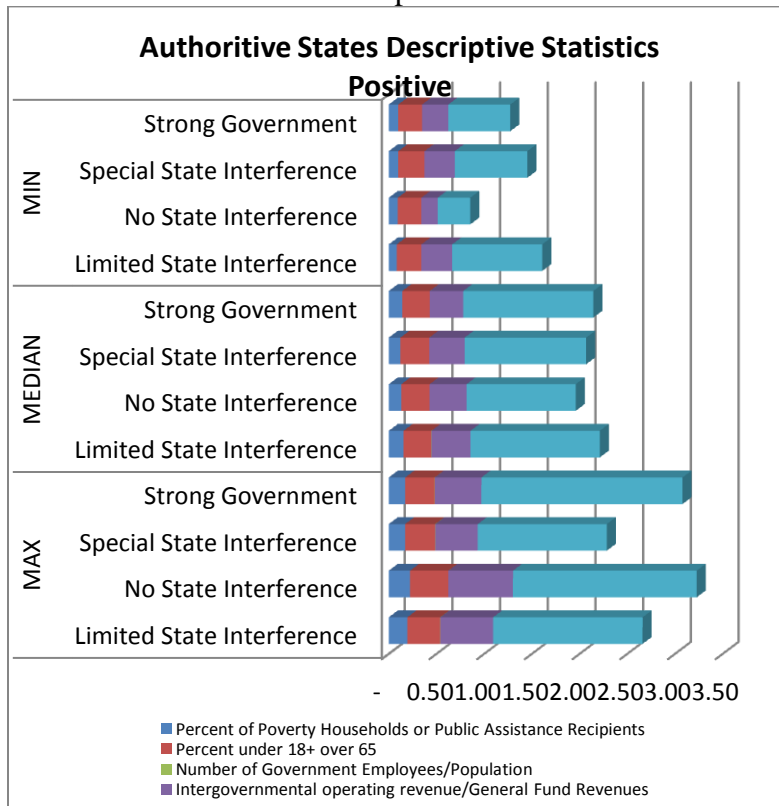 Authoritive States Descriptive Statistics
Positive
MIN
Strong Government
Special State Interference
No State Interference
Limited State Interference
MEDIAN
Strong Government
Special State Interference
No State Interference
Limited State Interference
MAX
Strong Government
Special State Interference
No State Interference
Limited State Interference
- 0.501.001.502.002.503.003.50
Percent of Poverty Households or Public Assistance Recipients
Percent under 18+ over 65
Number of Government Employees/Population
Intergovernmental operating revenue/General Fund Revenues